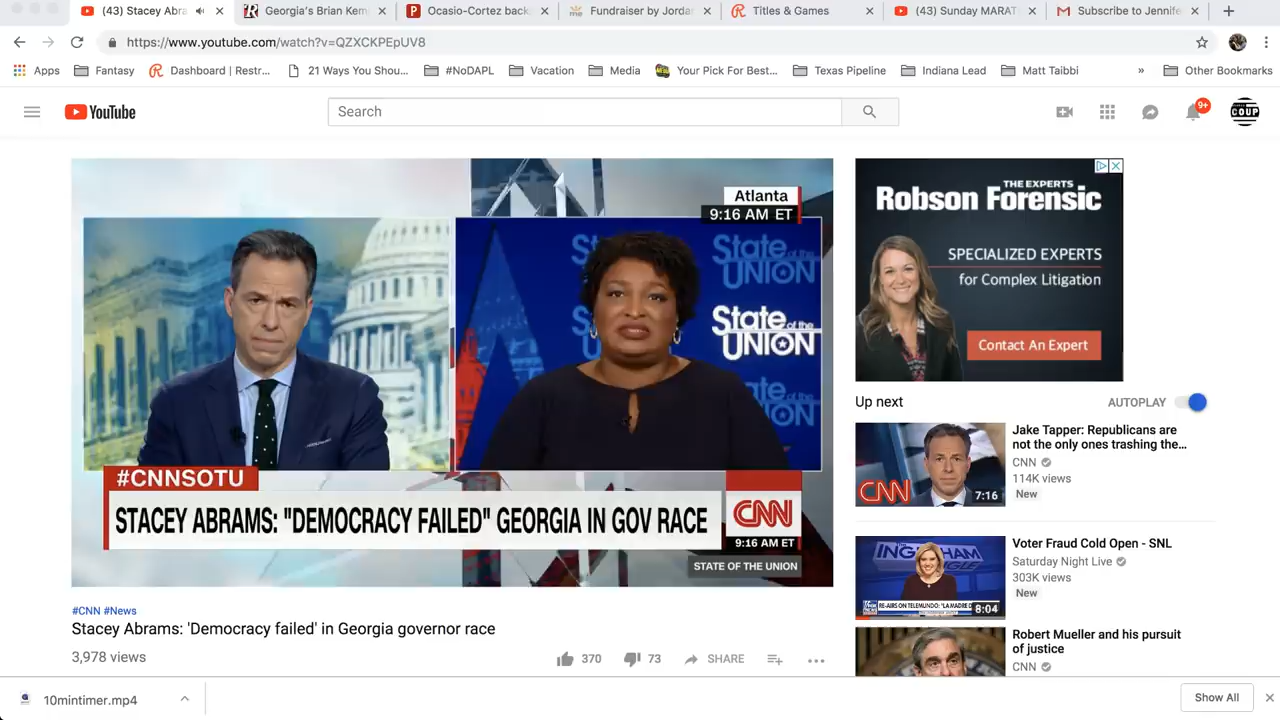 (43) Stacey Abra
Georgia's Brian Kem
Ocasio-Cortez back
Fundraiser by Jorda
Titles & Games
(43) Sunday MARAT
Subscribe to Jennife
https://www.youtube.com/watch?v=QZXCKPEpUV8
Apps
Fantasy
Dashboard | Restr...
21 Ways You Shou...
#NoDAPL
Vacation
Media
Your Pick For Best...
Texas Pipeline
Indiana Lead
Matt Taibbi
»
Other Bookmarks
YouTube
Search
9+
COUP
Atlanta
9:16 AM ET
State of the UNION
State of the UNION
#CNNSOTU
STACEY ABRAMS: "DEMOCRACY FAILED" GEORGIA IN GOV RACE
CNN
9:16 AM ET
STATE OF THE UNION
THE EXPERTS
Robson Forensic
SPECIALIZED EXPERTS
for Complex Litigation
Contact An Expert
Up next
AUTOPLAY
Jake Tapper: Republicans are
not the only ones trashing the...
CNN
114K views
New
CNN
7:16
Voter Fraud Cold Open - SNL
Saturday Night Live
303K views
New
8:04
Robert Mueller and his pursuit
of justice
CNN
#CNN #News
Stacey Abrams: 'Democracy failed' in Georgia governor race
3,978 views
370
73
SHARE
10mintimer.mp4
Show All